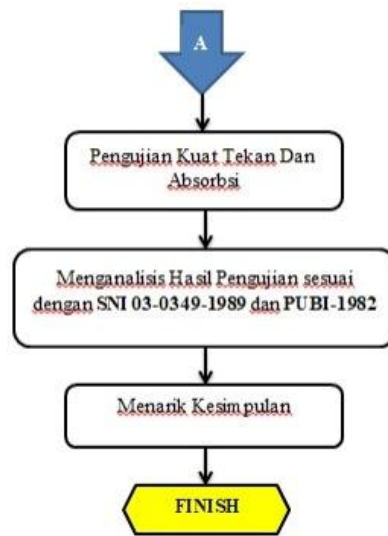 A
Pengujian Kuat Tekan Dan
Absorbsi
Menganalisis Hasil Pengujian sesuai
dengan SNI 03-0349-1989 dan PUBI-1982
Menarik Kesimpulan
FINISH